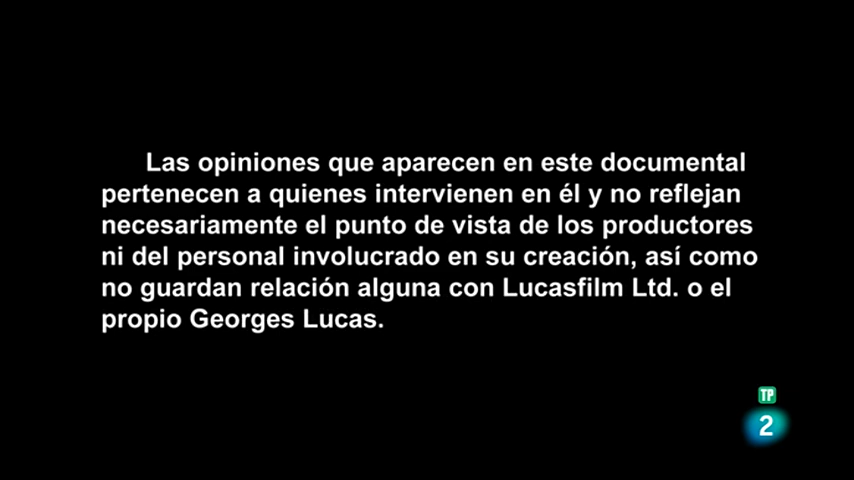 Las opiniones que aparecen en este documental
pertenecen a quienes intervienen en él y no reflejan
necesariamente el punto de vista de los productores
ni del personal involucrado en su creación, así como
no guardan relación alguna con Lucasfilm Ltd. o el
propio Georges Lucas.
TP
2